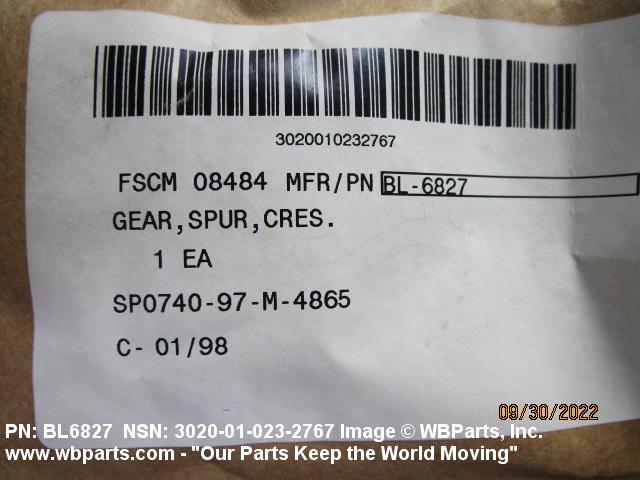 3020010232767
FSCM 08484 MFR/PN BL-6827
GEAR,SPUR,CRES.
1 EA
SP0740-97-M-4865
C- 01/98
09/30/2022
PN: BL6827 NSN: 3020-01-023-2767 Image © WBParts, Inc.
www.wbparts.com - "Our Parts Keep the World Moving"